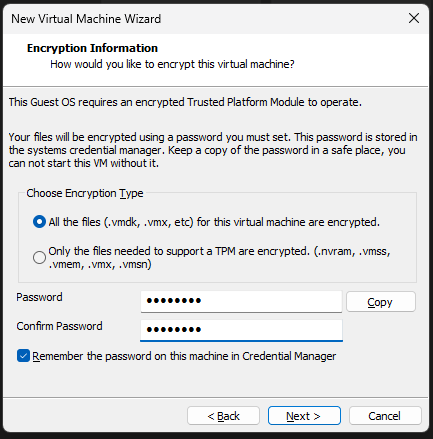 New Virtual Machine Wizard
Encryption Information
How would you like to encrypt this virtual machine?
This Guest OS requires an encrypted Trusted Platform Module to operate.
Your files will be encrypted using a password you must set. This password is stored in
the systems credential manager. Keep a copy of the password in a safe place, you
can not start this VM without it.
Choose Encryption Type
All the files (.vmdk, .vmx, etc) for this virtual machine are encrypted.
Only the files needed to support a TPM are encrypted. (.nvram, .vmss,
.vmem, .vmx, .vmsn)
Password
●●●●●●●●
Copy
Confirm Password
●●●●●●●●
Remember the password on this machine in Credential Manager
< Back
Next >
Cancel